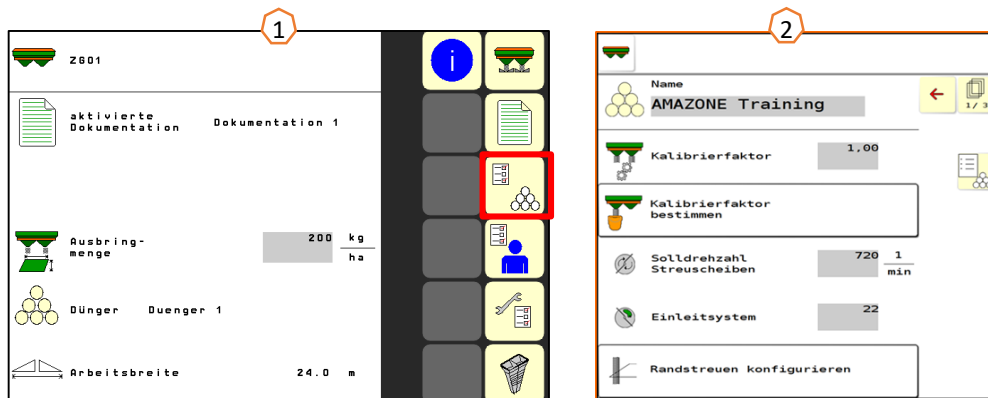 1
ZG01
i
aktivierte
Dokumentation Dokumentation 1
Ausbring-
menge
200 kg
ha
Dünger Duenger 1
Arbeitsbreite 24.0 m
2
Name
AMAZONE Training
1/ 3
Kalibrierfaktor 1,00
Kalibrierfaktor
bestimmen
Solldrehzahl
Streuscheiben
720 1
min
Einleitsystem 22
Randstreuen konfigurieren